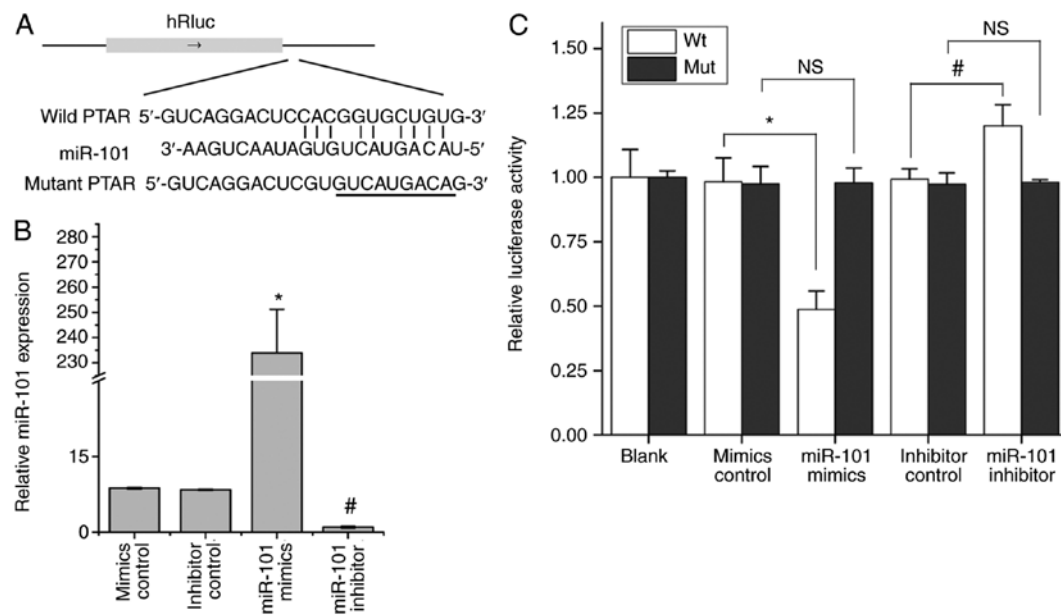 A
hRluc
→
Wild PTAR 5′-GUCAGGACUCCACGGUGCUGUG-3′
miR-101 3′-AAGUCAAUAGUGUCAUGACAU-5′
Mutant PTAR 5′-GUCAGGACUCGUGUCAUGACAG-3′
B
Relative miR-101 expression
280
270
260
250
240
230
15
0
*
#
Mimics control
Inhibitor control
miR-101 mimics
miR-101 inhibitor
C
Relative luciferase activity
1.50
1.25
1.00
0.75
0.50
0.25
0.00
Wt
Mut
NS
*
NS
#
Blank
Mimics control
miR-101 mimics
Inhibitor control
miR-101 inhibitor